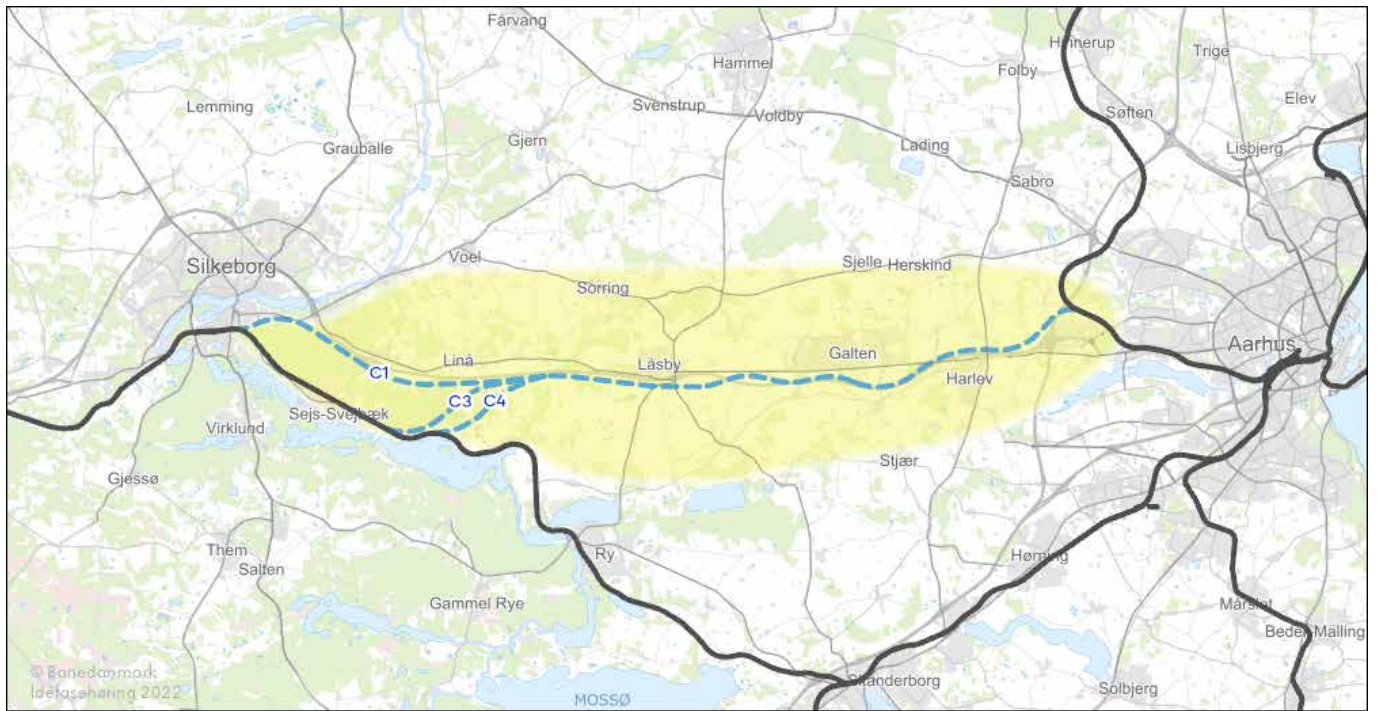 Farvang
Hinnerup
Trige
Hammel
Folby
Elev
Lemming
Svenstrup
Voldby
Søften
Grauballe
Gjern
Lading
Lisbjerg
Sabro
Voel
Silkeborg
Sjelle
Herskind
Sorring
Aarhus
Galten
Linå
Låsby
C1
Harlev
C3
C4
Sejs-Svejbæk
Virklund
Stjær
Gjessø
Them
Ry
Hørning
Salten
Gammel Rye
Mårslet
Beder-Malling
© Banedanmark
Idéfasehøring 2022
Skanderborg
Solbjerg
MOSSØ